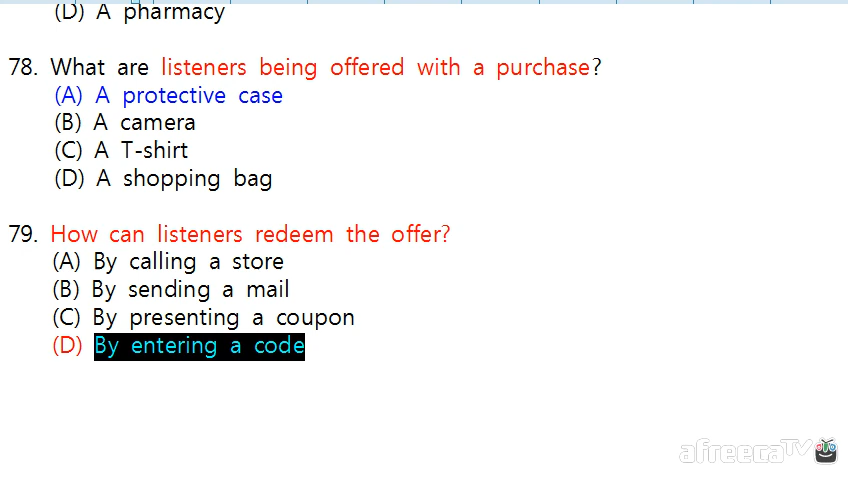 (D) A pharmacy
78. What are listeners being offered with a purchase?
(A) A protective case
(B) A camera
(C) A T-shirt
(D) A shopping bag
79. How can listeners redeem the offer?
(A) By calling a store
(B) By sending a mail
(C) By presenting a coupon
(D) By entering a code
afreecaTV